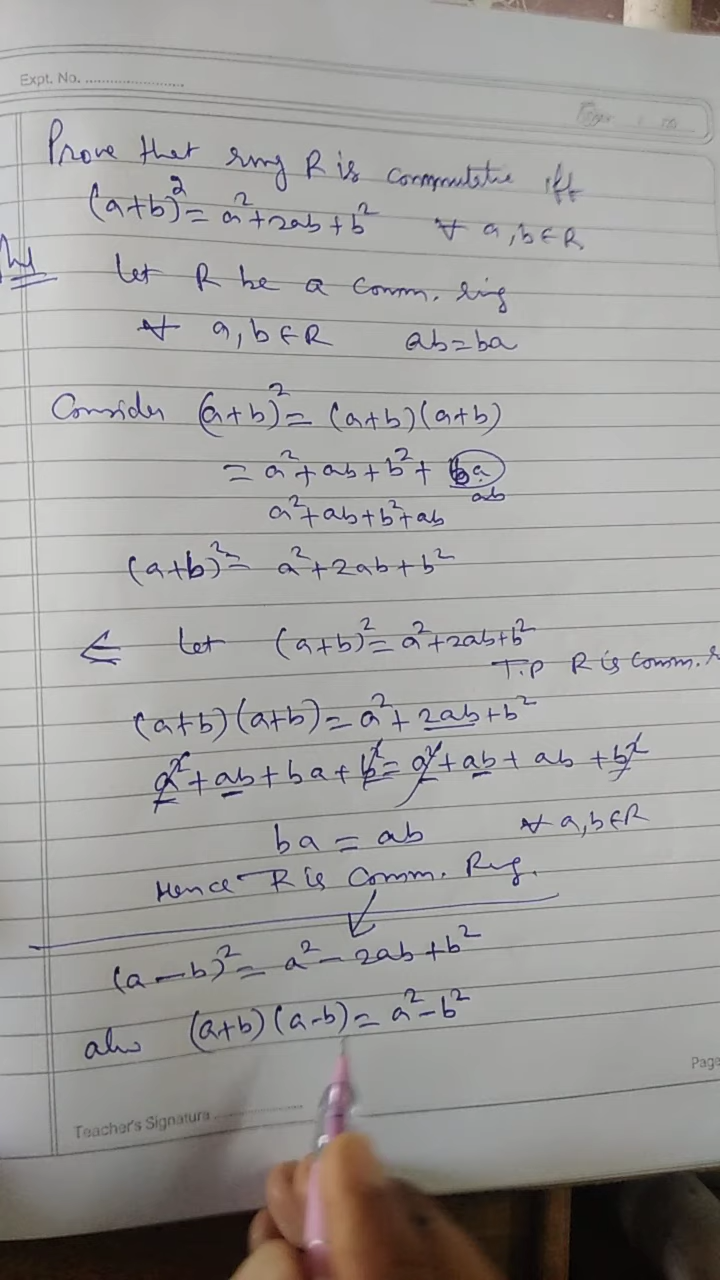 Expt. No.
Prove that ring R is commutative iff
(a+b)² = a²+2ab+b² ∀ a,b∈R
Let R be a Comm. ring
∀ a,b∈R ab=ba
Consider (a+b)² = (a+b)(a+b)
= a²+ab+b²+ ba
ab
a²+ab+b²+ab
(a+b)² = a²+2ab+b²
⇐ Let (a+b)² = a²+2ab+b²
T.P R is Comm.
(a+b)(a+b) = a²+2ab+b²
a²+ab+ba+b² = a²+ab+ab+b²
ba = ab ∀ a,b∈R
Hence R is Comm. Ring.
(a-b)² = a²-2ab+b²
also (a+b)(a-b) = a²-b²
Page
Teacher's Signature